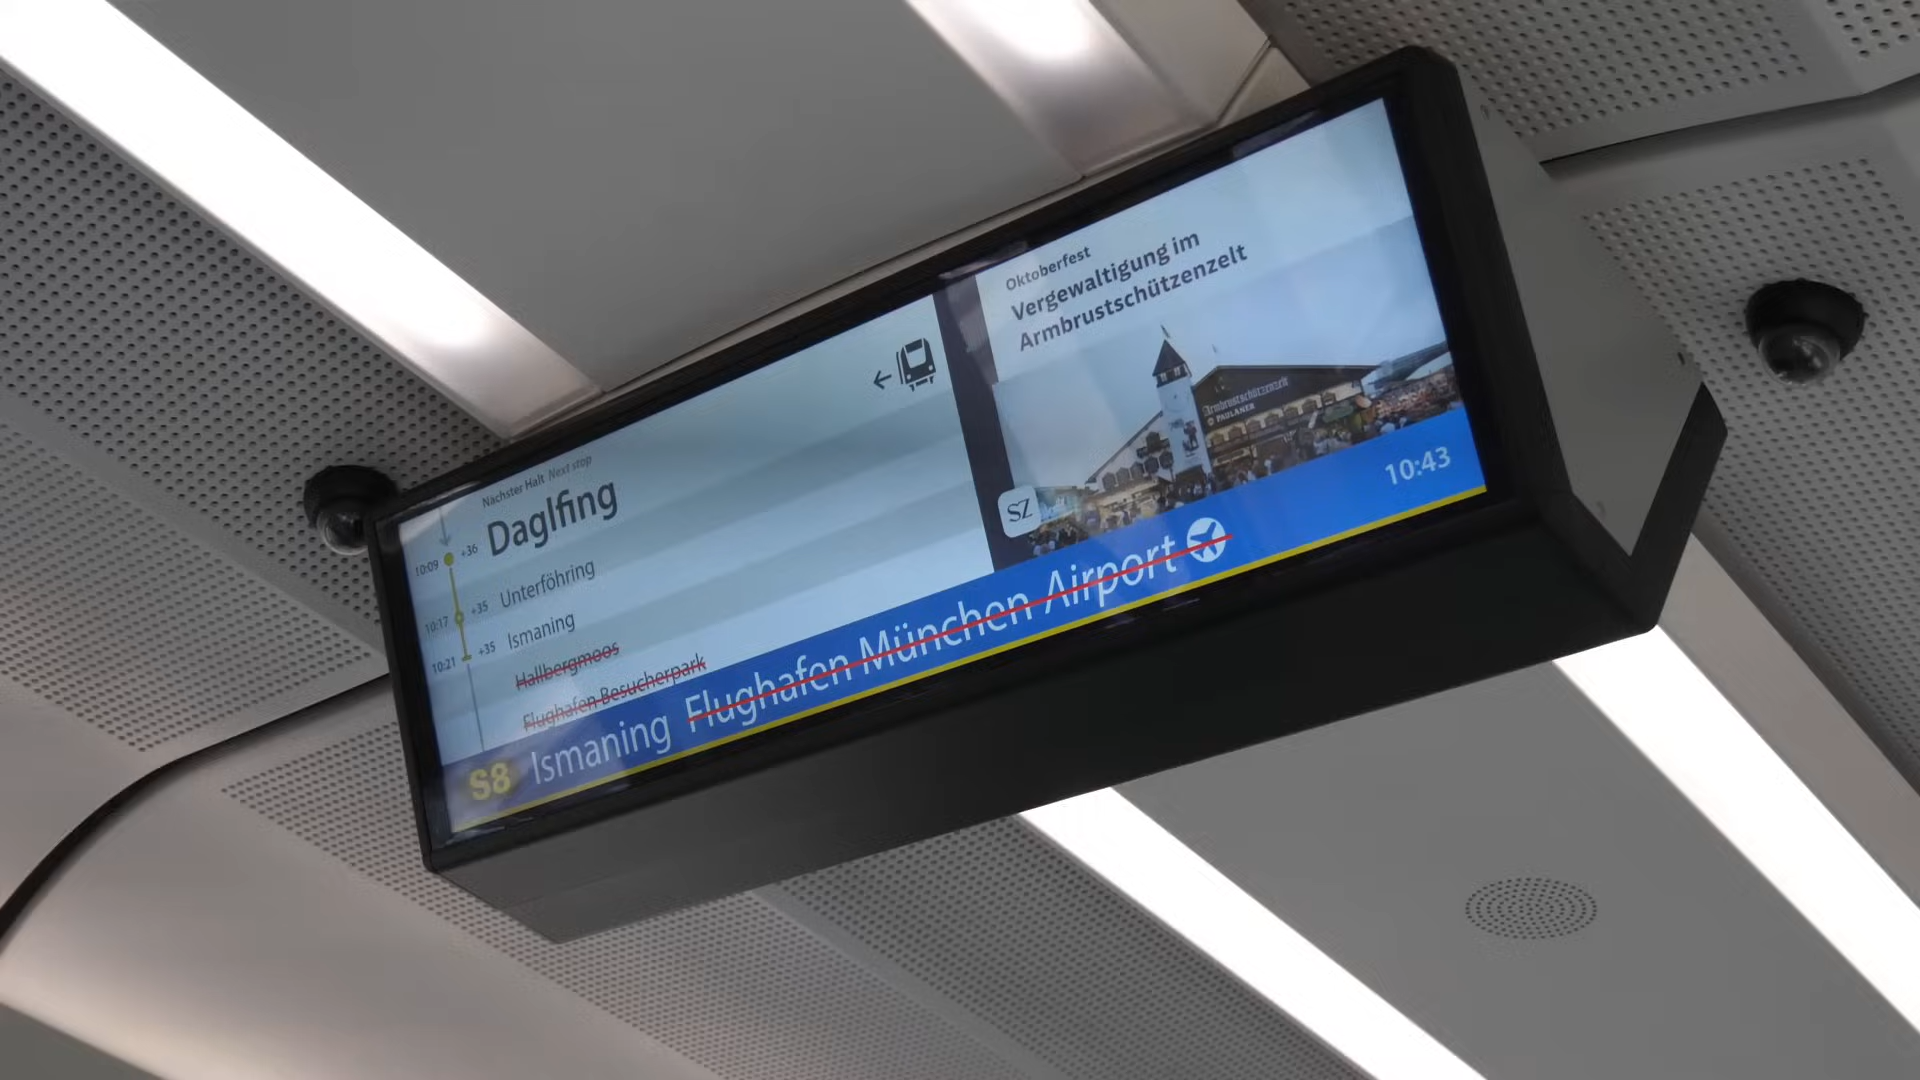 Nächster Halt Next stop
10:09 +36 Daglfing
10:17 +35 Unterföhring
10:21 +35 Ismaning
Hallbergmoos
Flughafen Besucherpark
S8 Ismaning Flughafen München Airport
Oktoberfest
Vergewaltigung im
Armbrustschützenzelt
Armbrustschützenzelt
PAULANER
SZ
10:43